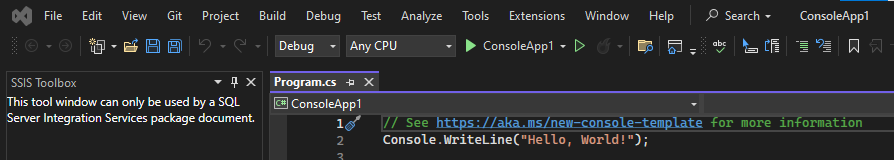 File Edit View Git Project Build Debug Test Analyze Tools Extensions Window Help Search ConsoleApp1
Debug Any CPU ConsoleApp1 abc
SSIS Toolbox
This tool window can only be used by a SQL
Server Integration Services package document.
Program.cs
C# ConsoleApp1
1 // See https://aka.ms/new-console-template for more information
2 Console.WriteLine("Hello, World!");
3